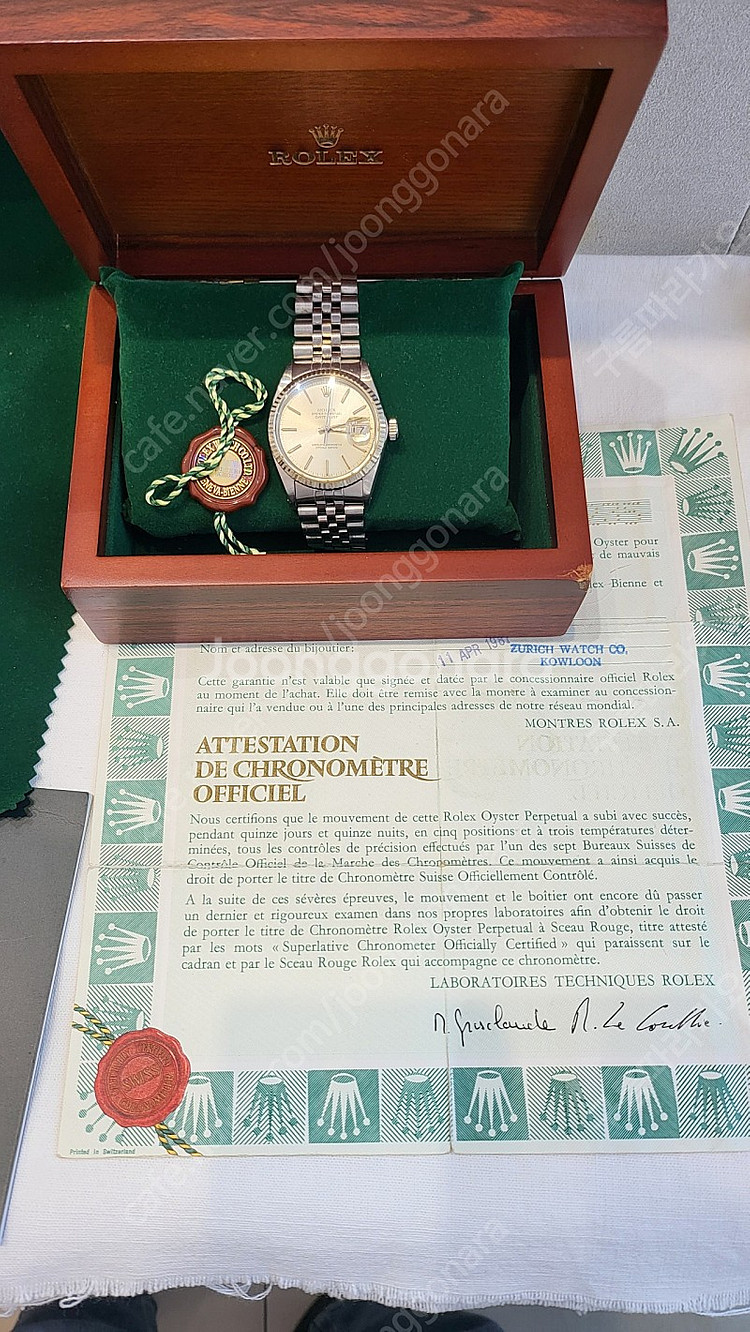 ROLEX
GENEVA-BIENNE
17
Oyster pour
de mauvais
Bienne et
Nom et adresse du bijoutier:
11 APR 1981
ZURICH WATCH CO,
KOWLOON
Cette garantie n'est valable que signée et datée par le concessionnaire officiel Rolex
au moment de l'achat. Elle doit être remise avec la montre à examiner au concession-
naire qui l'a vendue ou à l'une des principales adresses de notre réseau mondial.
MONTRES ROLEX S.A.
ATTESTATION
DE CHRONOMÈTRE
OFFICIEL
Nous certifions que le mouvement de cette Rolex Oyster Perpetual a subi avec succès,
pendant quinze jours et quinze nuits, en cinq positions et à trois températures déter-
minées, tous les contrôles de précision effectués par l'un des sept Bureaux Suisses de
Contrôle Officiel de la Marche des Chronomètres. Ce mouvement a ainsi acquis le
droit de porter le titre de Chronomètre Suisse Officiellement Contrôlé.
A la suite de ces sévères épreuves, le mouvement et le boîtier ont encore dû passer
un dernier et rigoureux examen dans nos propres laboratoires afin d'obtenir le droit
de porter le titre de Chronomètre Rolex Oyster Perpetual à Sceau Rouge, titre attesté
par les mots « Superlative Chronometer Officially Certified » qui paraissent sur le
cadran et par le Sceau Rouge Rolex qui accompagne ce chronomètre.
LABORATOIRES TECHNIQUES ROLEX
SWISS
Printed in Switzerland
cafe.naver.com/joonggonara
Joonggonara